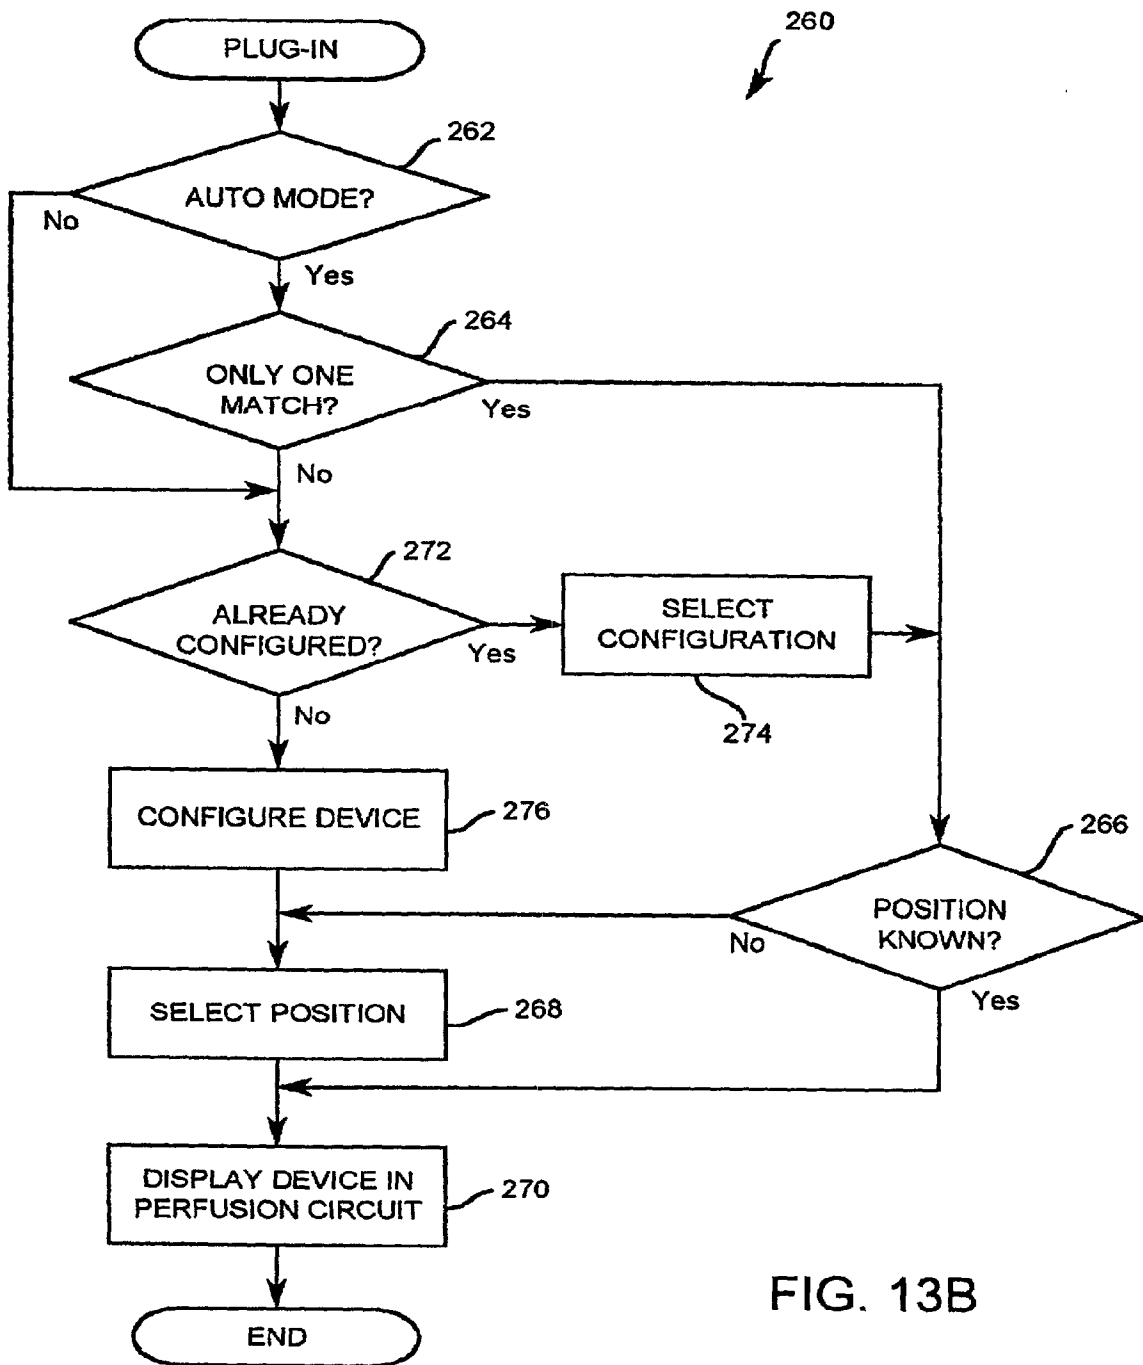 260
PLUG-IN
262
AUTO MODE?
No
Yes
264
ONLY ONE
MATCH?
Yes
No
272
ALREADY
CONFIGURED?
Yes
SELECT
CONFIGURATION
274
No
CONFIGURE DEVICE
276
266
POSITION
KNOWN?
No
Yes
SELECT POSITION
268
DISPLAY DEVICE IN
PERFUSION CIRCUIT
270
END
FIG. 13B